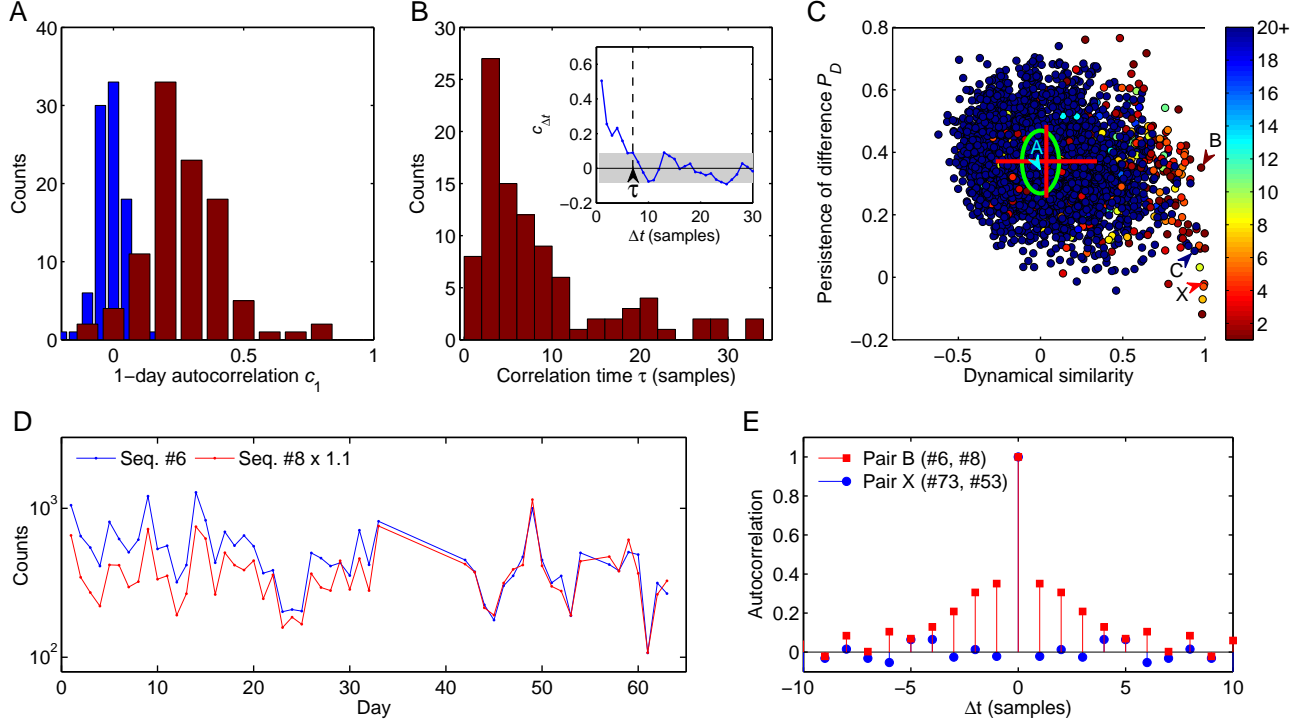 A
Counts
40
30
20
10
0
0
0.5
1
1−day autocorrelation c1
B
Counts
30
25
20
15
10
5
0
0
10
20
30
Correlation time τ (samples)
cΔt
0.6
0.4
0.2
0
−0.2
0
10
20
30
τ
Δt (samples)
C
Persistence of difference PD
0.8
0.6
0.4
0.2
0
−0.2
−0.5
0
0.5
1
Dynamical similarity
A
B
C
X
20+
18
16
14
12
10
8
6
4
2
D
Counts
10^3
10^2
Seq. #6
Seq. #8 x 1.1
0
10
20
30
40
50
60
Day
E
Autocorrelation
1
0.8
0.6
0.4
0.2
0
Pair B (#6, #8)
Pair X (#73, #53)
−10
−5
0
5
10
Δt (samples)